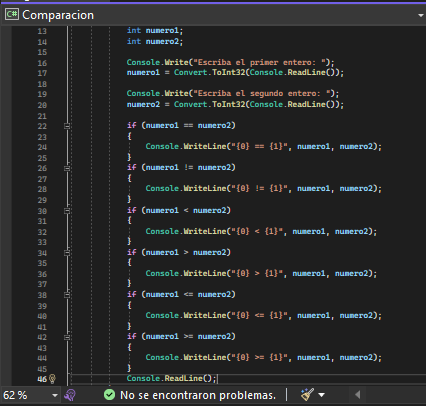 C# Comparacion
13 int numero1;
14 int numero2;
15
16 Console.Write("Escriba el primer entero: ");
17 numero1 = Convert.ToInt32(Console.ReadLine());
18
19 Console.Write("Escriba el segundo entero: ");
20 numero2 = Convert.ToInt32(Console.ReadLine());
21
22 if (numero1 == numero2)
23 {
24 Console.WriteLine("{0} == {1}", numero1, numero2);
25 }
26 if (numero1 != numero2)
27 {
28 Console.WriteLine("{0} != {1}", numero1, numero2);
29 }
30 if (numero1 < numero2)
31 {
32 Console.WriteLine("{0} < {1}", numero1, numero2);
33 }
34 if (numero1 > numero2)
35 {
36 Console.WriteLine("{0} > {1}", numero1, numero2);
37 }
38 if (numero1 <= numero2)
39 {
40 Console.WriteLine("{0} <= {1}", numero1, numero2);
41 }
42 if (numero1 >= numero2)
43 {
44 Console.WriteLine("{0} >= {1}", numero1, numero2);
45 }
46 Console.ReadLine();
62 % No se encontraron problemas.